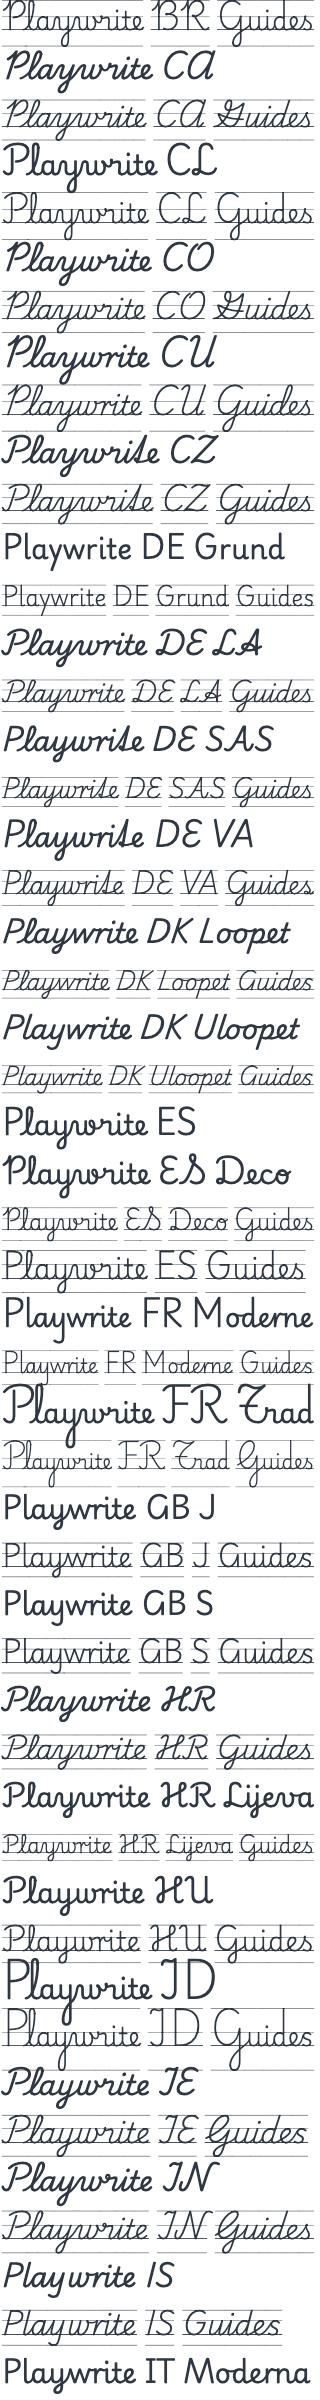 Playwrite BR Guides
Playwrite CA
Playwrite CA Guides
Playwrite CL
Playwrite CL Guides
Playwrite CO
Playwrite CO Guides
Playwrite CU
Playwrite CU Guides
Playwrite CZ
Playwrite CZ Guides
Playwrite DE Grund
Playwrite DE Grund Guides
Playwrite DE LA
Playwrite DE LA Guides
Playwrite DE SAS
Playwrite DE SAS Guides
Playwrite DE VA
Playwrite DE VA Guides
Playwrite DK Loopet
Playwrite DK Loopet Guides
Playwrite DK Uloopet
Playwrite DK Uloopet Guides
Playwrite ES
Playwrite ES Deco
Playwrite ES Deco Guides
Playwrite ES Guides
Playwrite FR Moderne
Playwrite FR Moderne Guides
Playwrite FR Trad
Playwrite FR Trad Guides
Playwrite GB J
Playwrite GB J Guides
Playwrite GB S
Playwrite GB S Guides
Playwrite HR
Playwrite HR Guides
Playwrite HR Lijeva
Playwrite HR Lijeva Guides
Playwrite HU
Playwrite HU Guides
Playwrite ID
Playwrite ID Guides
Playwrite IE
Playwrite IE Guides
Playwrite IN
Playwrite IN Guides
Playwrite IS
Playwrite IS Guides
Playwrite IT Moderna